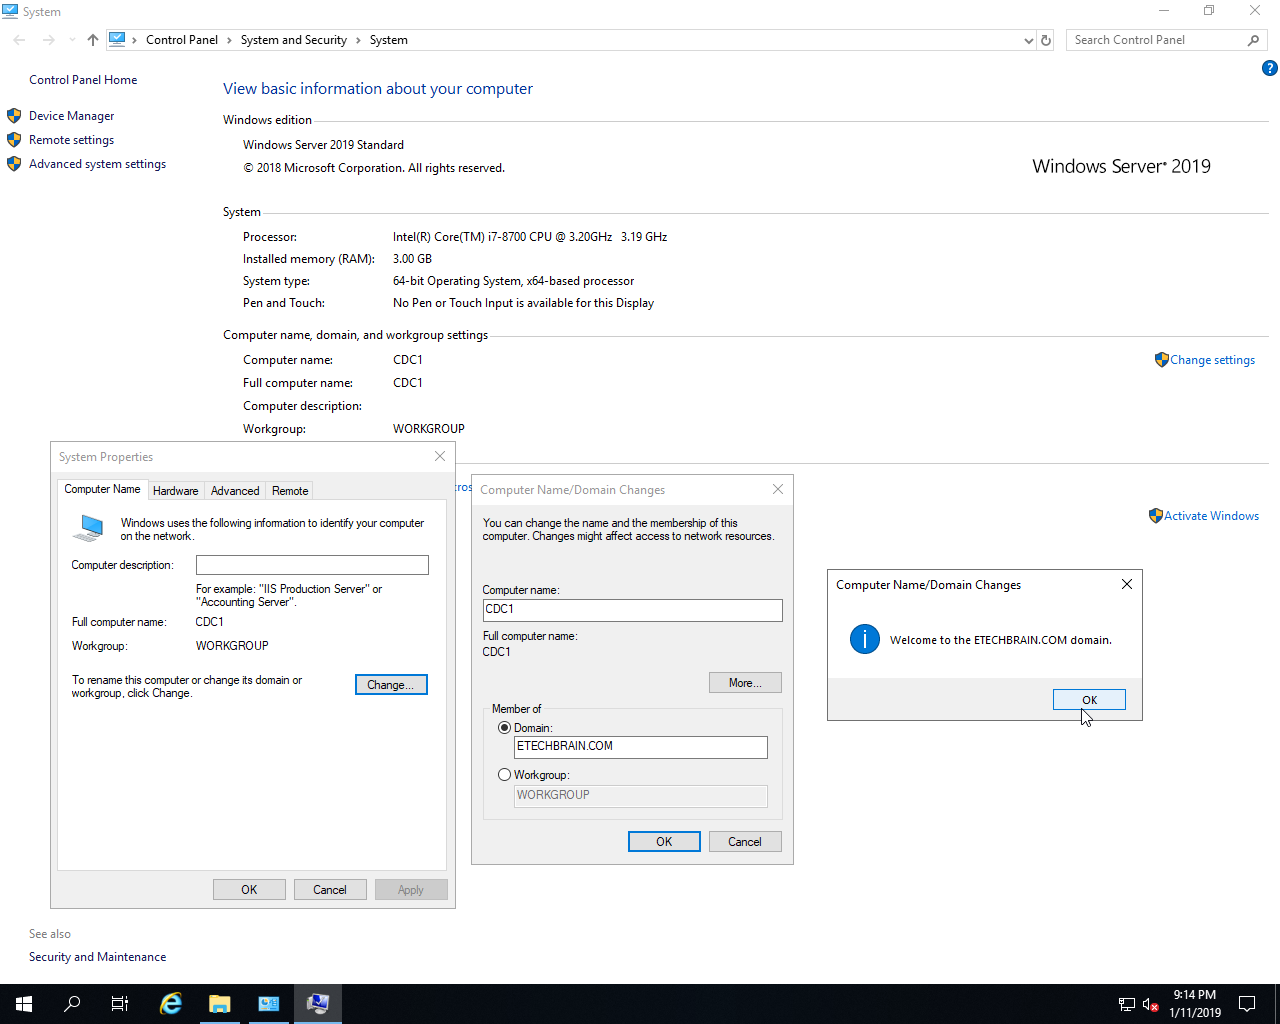 System
Control Panel
System and Security
System
Search Control Panel
Control Panel Home
Device Manager
Remote settings
Advanced system settings
View basic information about your computer
Windows edition
Windows Server 2019 Standard
© 2018 Microsoft Corporation. All rights reserved.
Windows Server® 2019
System
Processor: Intel(R) Core(TM) i7-8700 CPU @ 3.20GHz 3.19 GHz
Installed memory (RAM): 3.00 GB
System type: 64-bit Operating System, x64-based processor
Pen and Touch: No Pen or Touch Input is available for this Display
Computer name, domain, and workgroup settings
Computer name: CDC1
Change settings
Full computer name: CDC1
Computer description:
Workgroup: WORKGROUP
Activate Windows
System Properties
Computer Name
Hardware
Advanced
Remote
Windows uses the following information to identify your computer
on the network.
Computer description:
For example: "IIS Production Server" or
"Accounting Server".
Full computer name: CDC1
Workgroup: WORKGROUP
To rename this computer or change its domain or
workgroup, click Change.
Change...
OK
Cancel
Apply
Computer Name/Domain Changes
You can change the name and the membership of this
computer. Changes might affect access to network resources.
Computer name:
CDC1
Full computer name:
CDC1
More...
Member of
Domain:
ETECHBRAIN.COM
Workgroup:
WORKGROUP
OK
Cancel
Computer Name/Domain Changes
Welcome to the ETECHBRAIN.COM domain.
OK
See also
Security and Maintenance
9:14 PM
1/11/2019